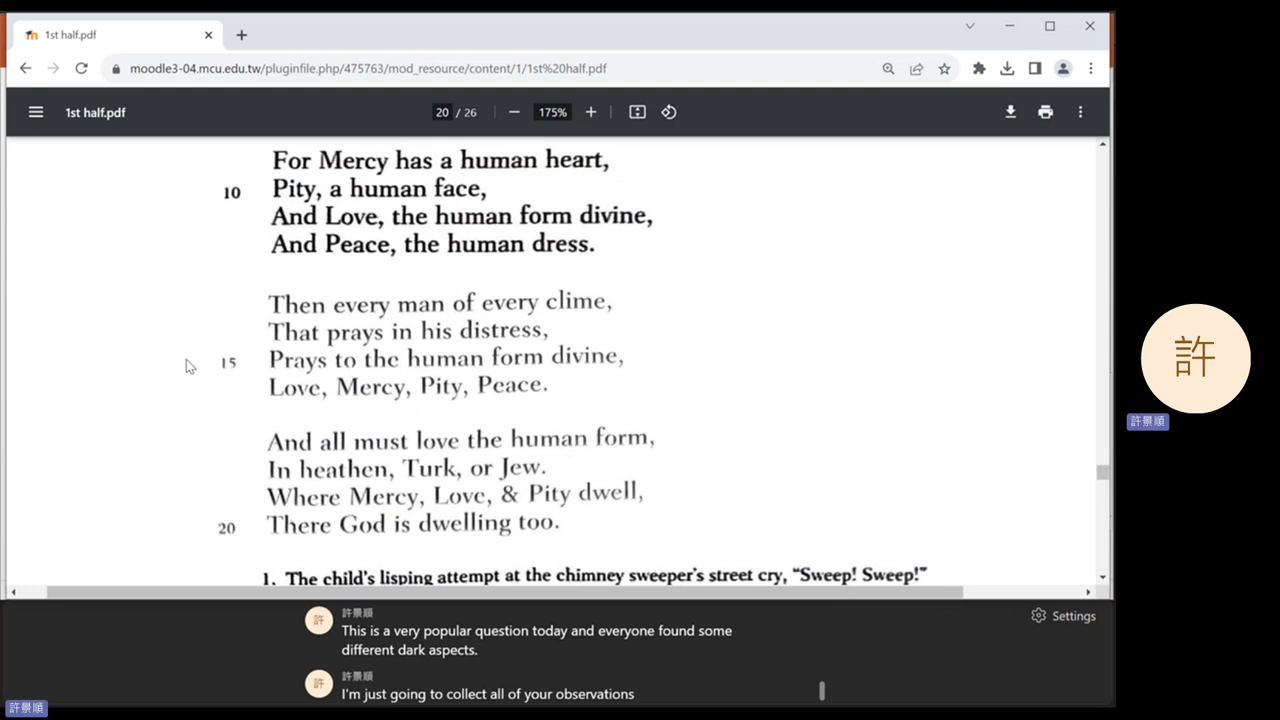 1st half.pdf
moodle3-04.mcu.edu.tw/pluginfile.php/475763/mod_resource/content/1/1st%20half.pdf
1st half.pdf
20 / 26
175%
For Mercy has a human heart,
10 Pity, a human face,
And Love, the human form divine,
And Peace, the human dress.
Then every man of every clime,
That prays in his distress,
15 Prays to the human form divine,
Love, Mercy, Pity, Peace.
And all must love the human form,
In heathen, Turk, or Jew.
Where Mercy, Love, & Pity dwell,
20 There God is dwelling too.
1. The child's lisping attempt at the chimney sweeper's street cry, "Sweep! Sweep!"
許
許景順
許
許景順
This is a very popular question today and everyone found some
different dark aspects.
許
許景順
I'm just going to collect all of your observations
Settings
許景順